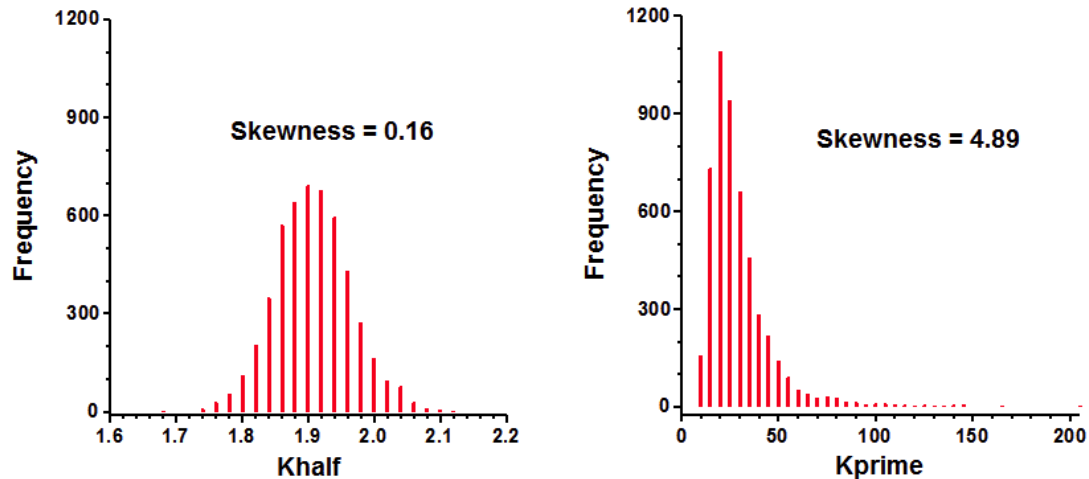 1200
900
600
300
0
Frequency
Skewness = 0.16
1.6 1.7 1.8 1.9 2.0 2.1 2.2
Khalf
1200
900
600
300
0
Frequency
Skewness = 4.89
0 50 100 150 200
Kprime